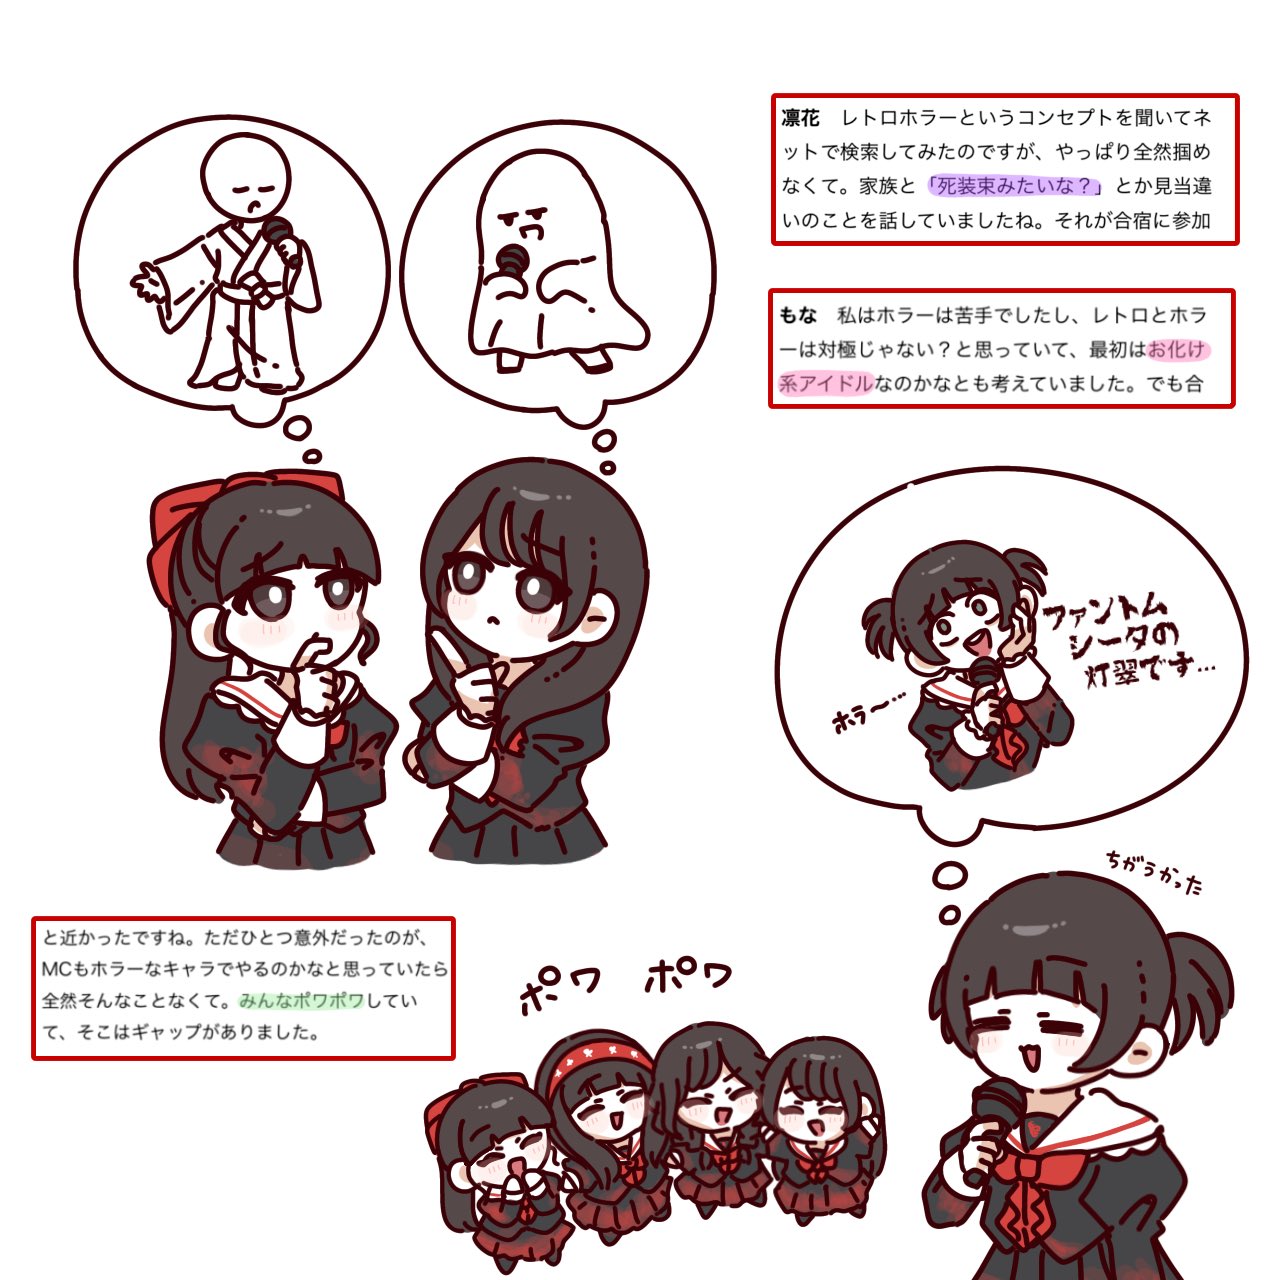 凛花　レトロホラーというコンセプトを聞いてネ
ットで検索してみたのですが、やっぱり全然掴め
なくて。家族と「死装束みたいな？」とか見当違
いのことを話していましたね。それが合宿に参加
もな　私はホラーは苦手でしたし、レトロとホラ
ーは対極じゃない？と思っていて、最初はお化け
系アイドルなのかなとも考えていました。でも合
ファントム
シータの
灯翠です…
ホラ〜…
ちがうかった
と近かったですね。ただひとつ意外だったのが、
MCもホラーなキャラでやるのかなと思っていたら
全然そんなことなくて。みんなポワポワしてい
て、そこはギャップがありました。
ポワ　ポワ